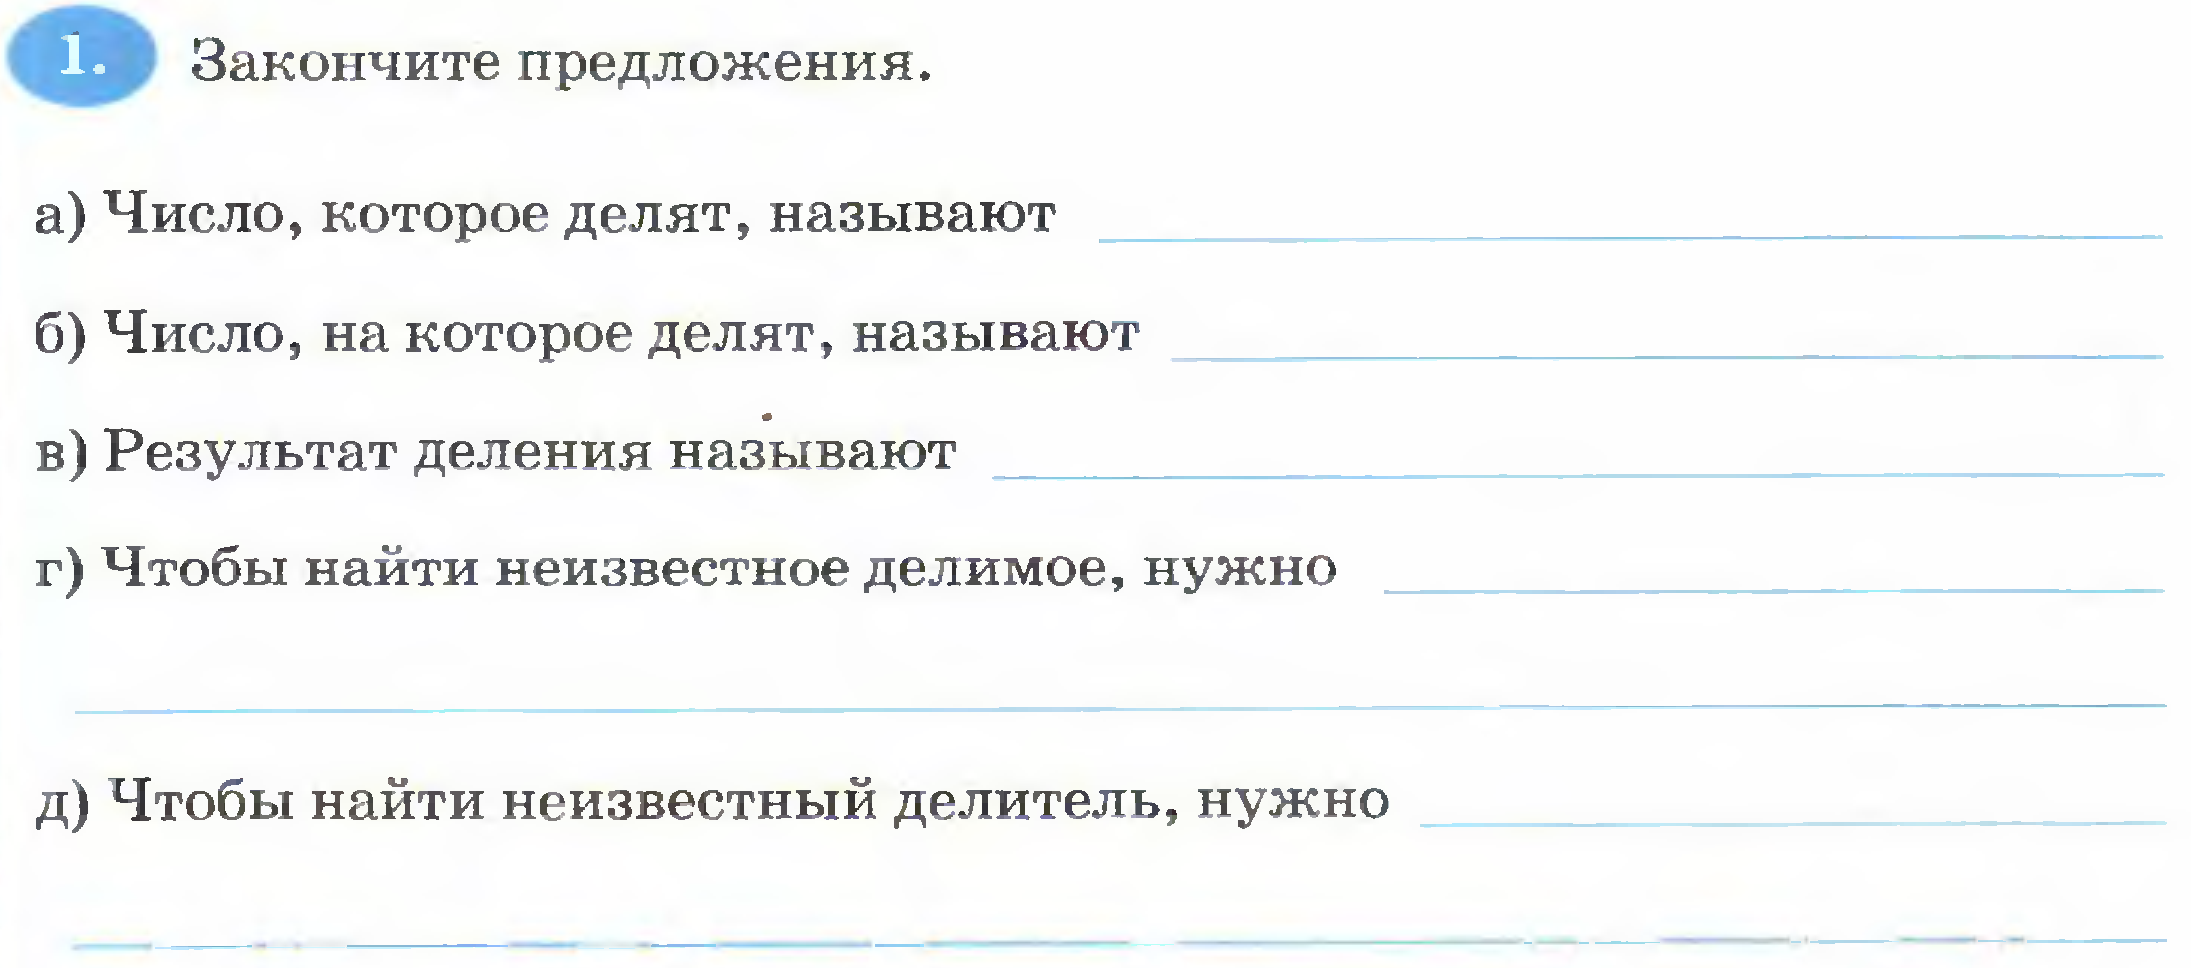 1. Закончите предложения.
а) Число, которое делят, называют
б) Число, на которое делят, называют
в) Результат деления называют
г) Чтобы найти неизвестное делимое, нужно
д) Чтобы найти неизвестный делитель, нужно